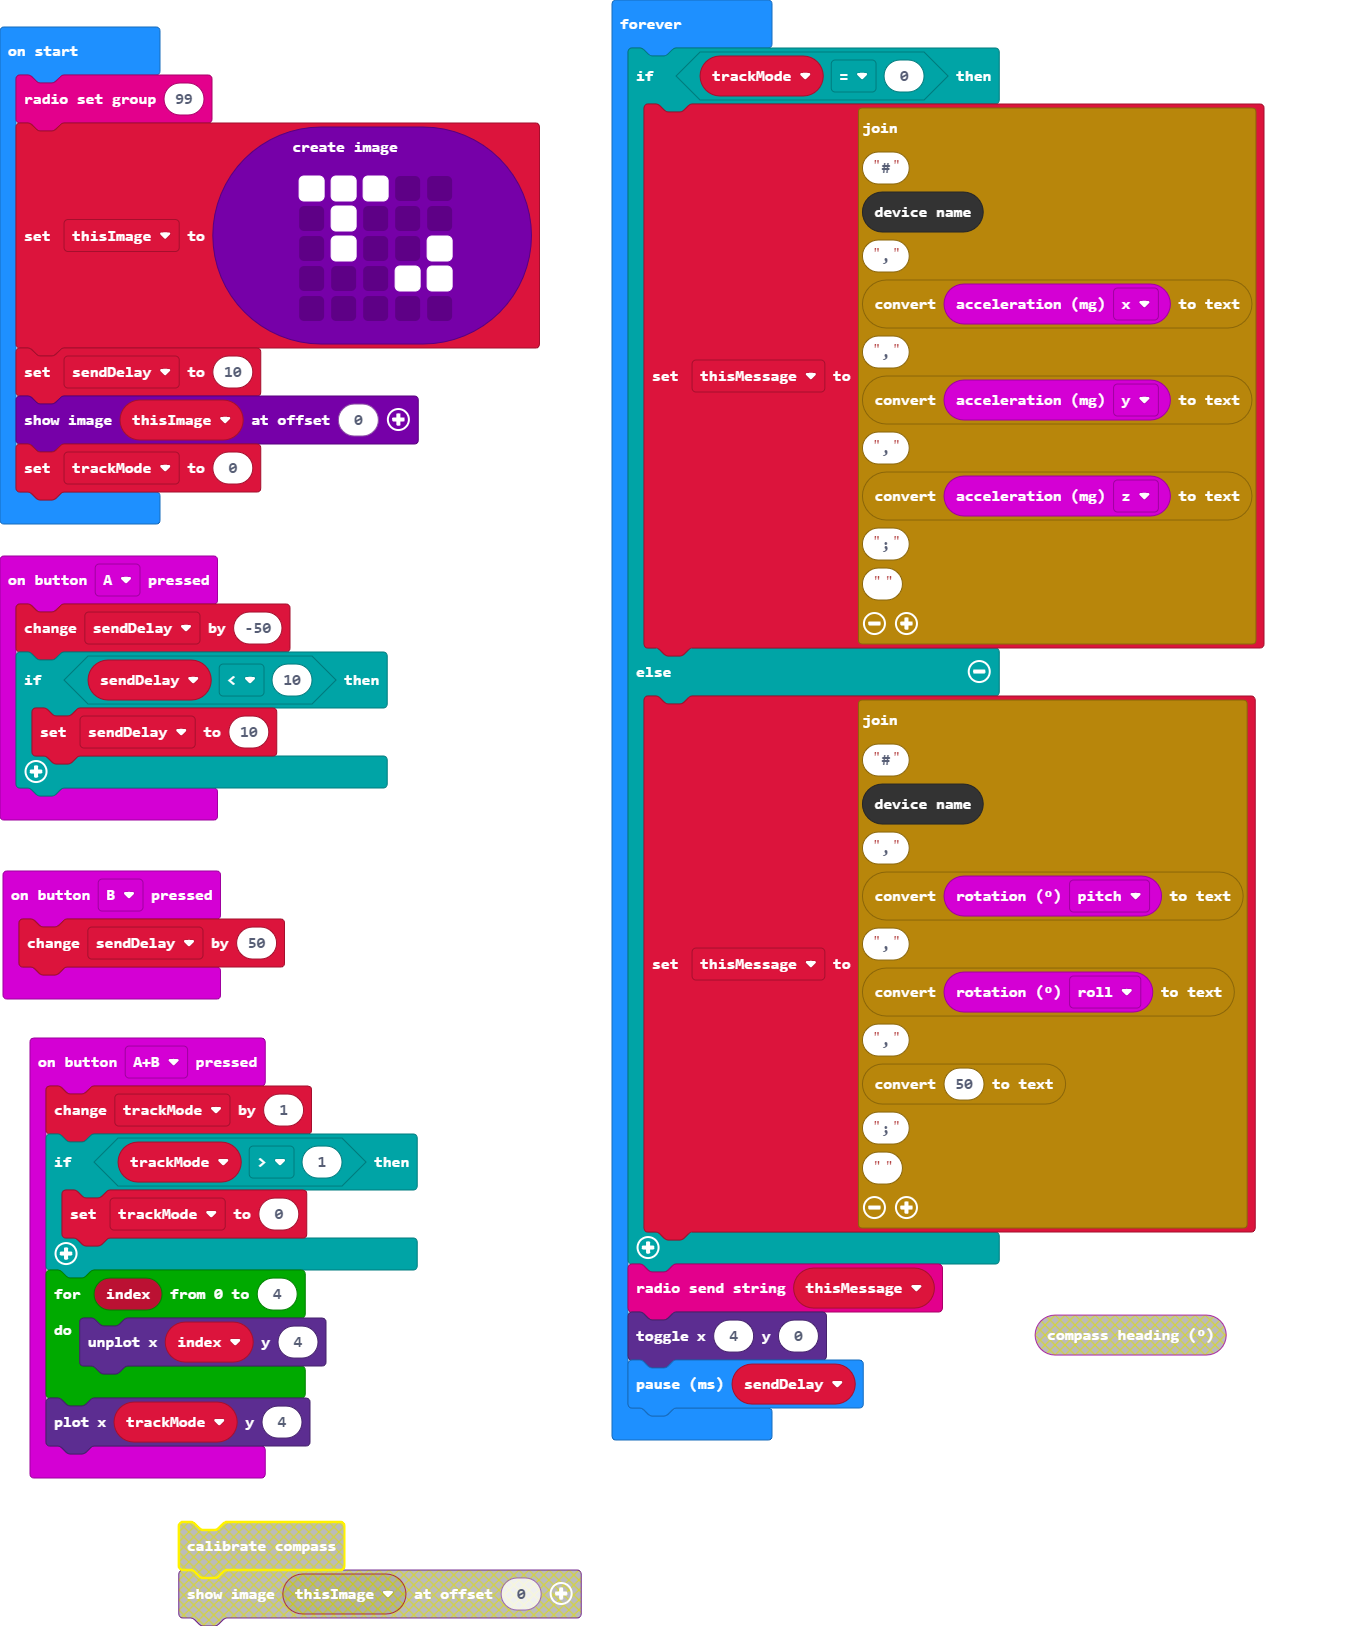 on start
radio set group 99
create image
set thisImage to
set sendDelay to 10
show image thisImage at offset 0
set trackMode to 0
on button A pressed
change sendDelay by -50
if sendDelay < 10 then
set sendDelay to 10
on button B pressed
change sendDelay by 50
on button A+B pressed
change trackMode by 1
if trackMode > 1 then
set trackMode to 0
for index from 0 to 4
do
unplot x index y 4
plot x trackMode y 4
calibrate compass
show image thisImage at offset 0
forever
if trackMode = 0 then
join
"#"
device name
","
convert acceleration (mg) x to text
","
set thisMessage to
convert acceleration (mg) y to text
","
convert acceleration (mg) z to text
";"
" "
else
join
"#"
device name
","
convert rotation (º) pitch to text
","
set thisMessage to
convert rotation (º) roll to text
","
convert 50 to text
";"
" "
radio send string thisMessage
toggle x 4 y 0
compass heading (º)
pause (ms) sendDelay